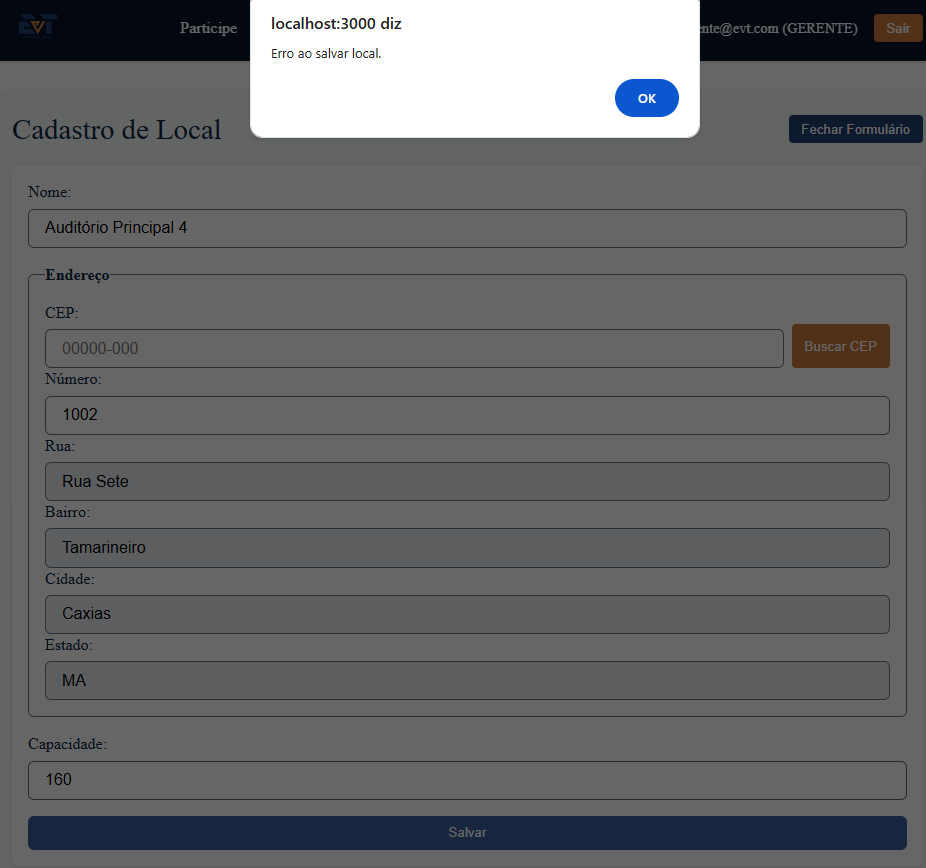 localhost:3000 diz
Erro ao salvar local.
OK
EVT
Participe
nte@evt.com (GERENTE)
Sair
Cadastro de Local
Fechar Formulário
Nome:
Auditório Principal 4
Endereço
CEP:
00000-000
Buscar CEP
Número:
1002
Rua:
Rua Sete
Bairro:
Tamarineiro
Cidade:
Caxias
Estado:
MA
Capacidade:
160
Salvar